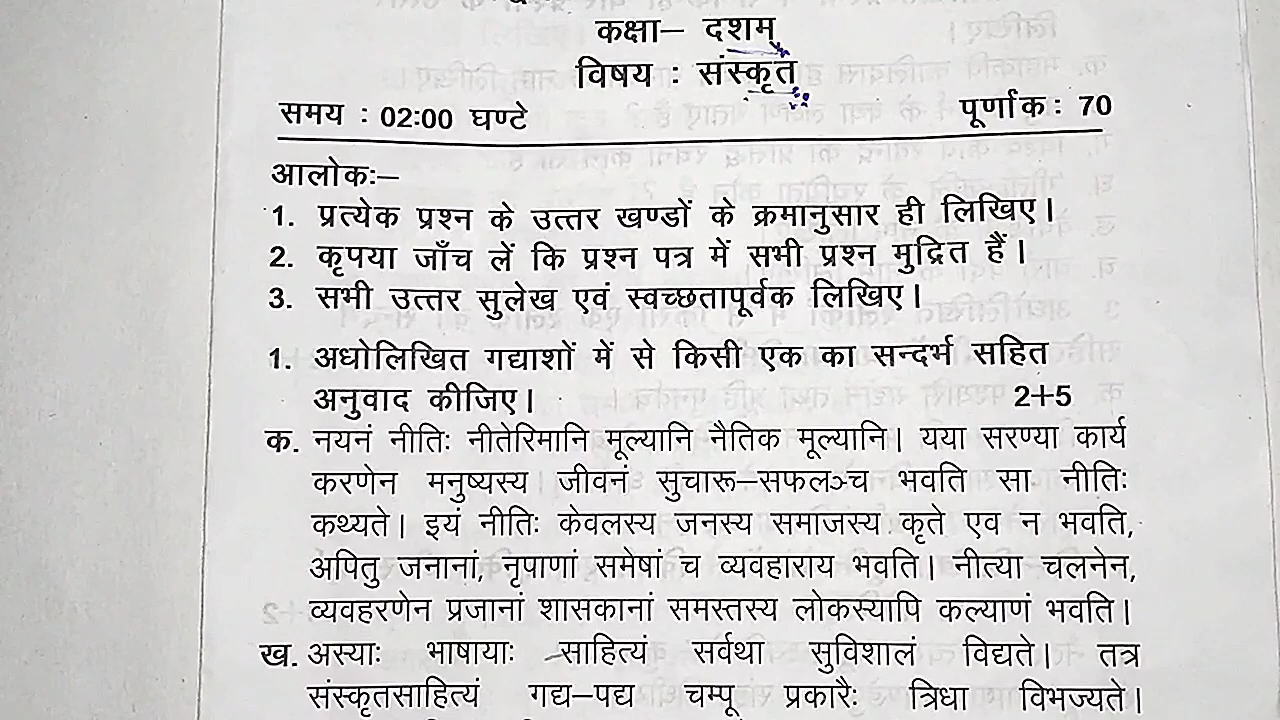 कक्षा– दशम
विषय : संस्कृत
समय : 02:00 घण्टे पूर्णांक : 70
आलोकः–
1. प्रत्येक प्रश्न के उत्तर खण्डों के क्रमानुसार ही लिखिए।
2. कृपया जाँच लें कि प्रश्न पत्र में सभी प्रश्न मुद्रित हैं।
3. सभी उत्तर सुलेख एवं स्वच्छतापूर्वक लिखिए।
1. अधोलिखित गद्याशों में से किसी एक का सन्दर्भ सहित
अनुवाद कीजिए। 2+5
क. नयनं नीतिः नीतेरिमानि मूल्यानि नैतिक मूल्यानि। यया सरण्या कार्य
करणेन मनुष्यस्य जीवनं सुचारू–सफलञ्च भवति सा नीतिः
कथ्यते। इयं नीतिः केवलस्य जनस्य समाजस्य कृते एव न भवति,
अपितु जनानां, नृपाणां समेषां च व्यवहाराय भवति। नीत्या चलनेन,
व्यवहरणेन प्रजानां शासकानां समस्तस्य लोकस्यापि कल्याणं भवति।
ख. अस्याः भाषायाः साहित्यं सर्वथा सुविशालं विद्यते। तत्र
संस्कृतसाहित्यं गद्य–पद्य चम्पू प्रकारैः त्रिधा विभज्यते।